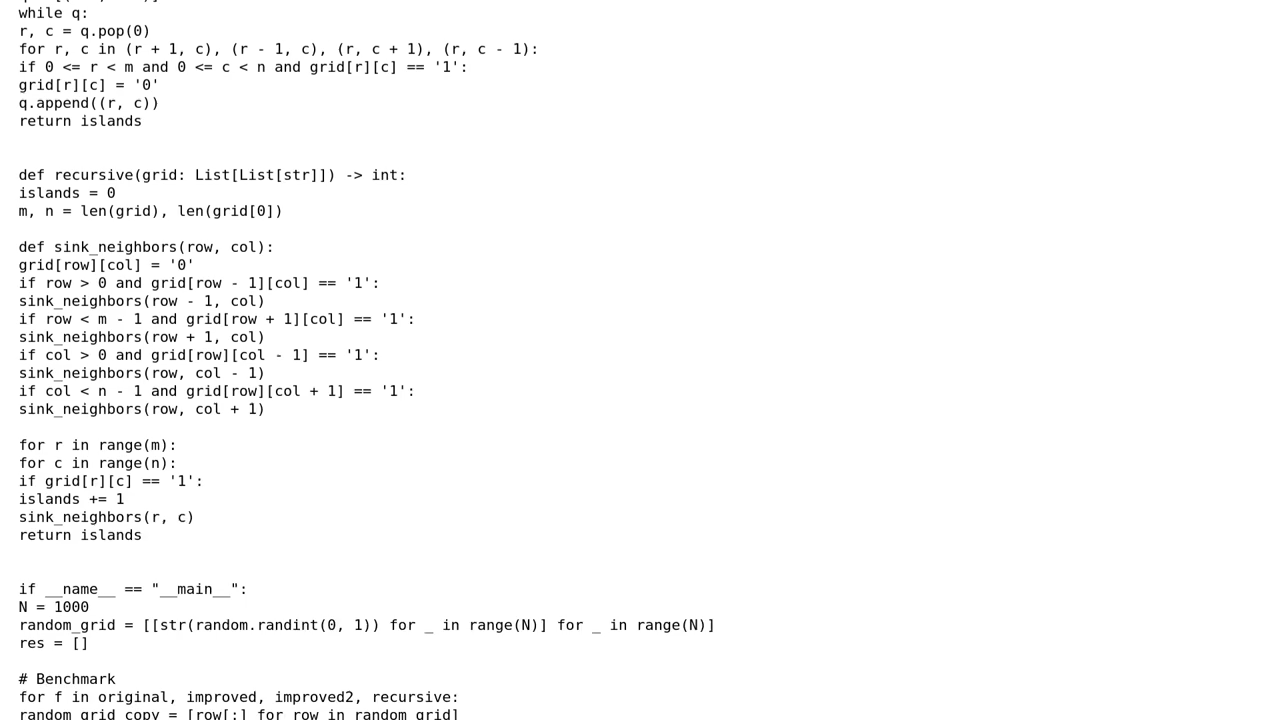 while q:
r, c = q.pop(0)
for r, c in (r + 1, c), (r - 1, c), (r, c + 1), (r, c - 1):
if 0 <= r < m and 0 <= c < n and grid[r][c] == '1':
grid[r][c] = '0'
q.append((r, c))
return islands
def recursive(grid: List[List[str]]) -> int:
islands = 0
m, n = len(grid), len(grid[0])
def sink_neighbors(row, col):
grid[row][col] = '0'
if row > 0 and grid[row - 1][col] == '1':
sink_neighbors(row - 1, col)
if row < m - 1 and grid[row + 1][col] == '1':
sink_neighbors(row + 1, col)
if col > 0 and grid[row][col - 1] == '1':
sink_neighbors(row, col - 1)
if col < n - 1 and grid[row][col + 1] == '1':
sink_neighbors(row, col + 1)
for r in range(m):
for c in range(n):
if grid[r][c] == '1':
islands += 1
sink_neighbors(r, c)
return islands
if __name__ == "__main__":
N = 1000
random_grid = [[str(random.randint(0, 1)) for _ in range(N)] for _ in range(N)]
res = []
# Benchmark
for f in original, improved, improved2, recursive:
random_grid_copy = [row[:] for row in random_grid]